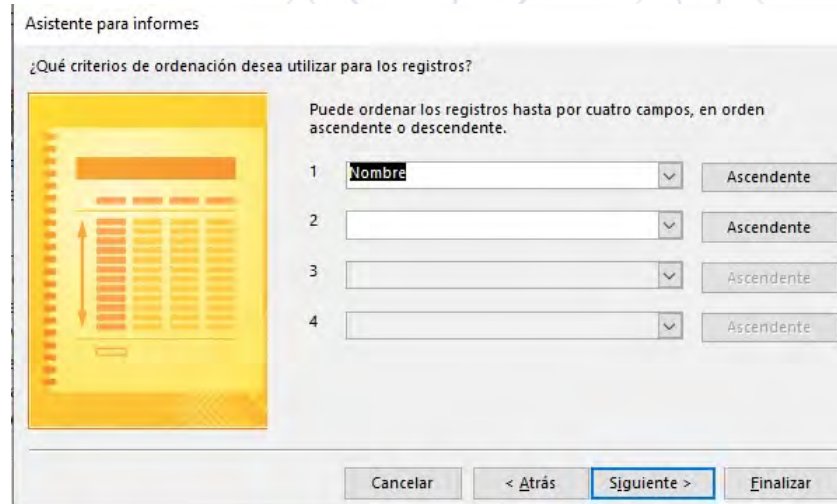 Asistente para informes
¿Qué criterios de ordenación desea utilizar para los registros?
Puede ordenar los registros hasta por cuatro campos, en orden
ascendente o descendente.
1 Nombre Ascendente
2 Ascendente
3 Ascendente
4 Ascendente
Cancelar < Atrás Siguiente > Finalizar